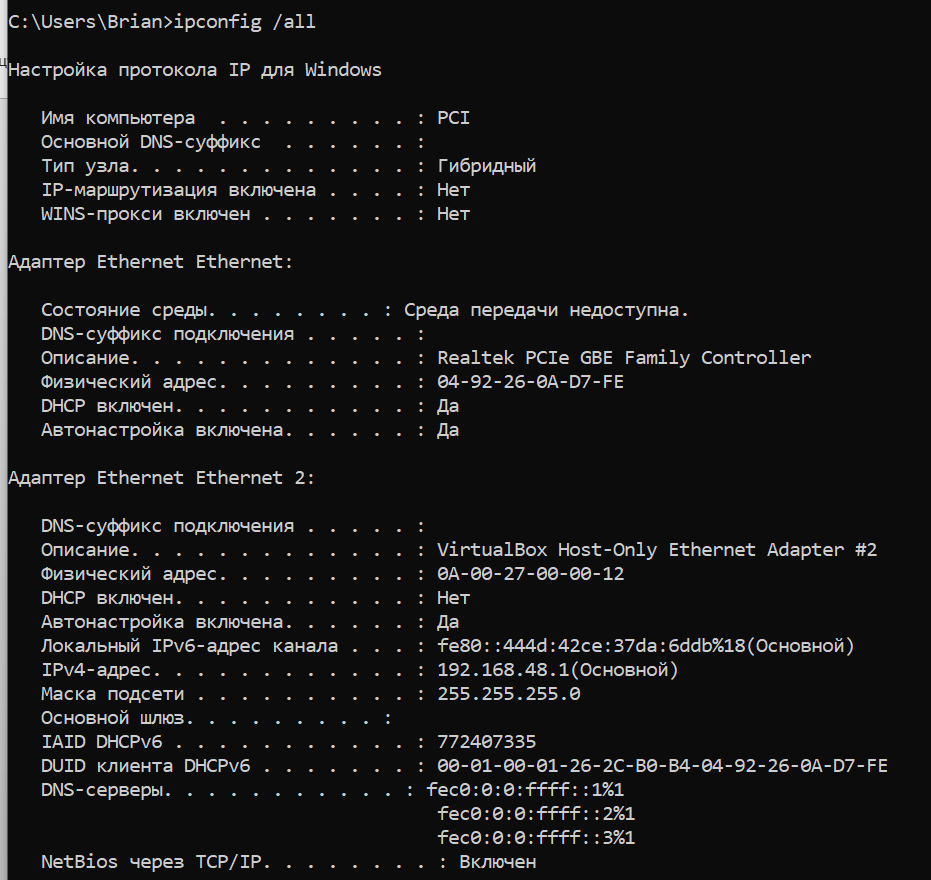 C:\Users\Brian>ipconfig /all
Настройка протокола IP для Windows
Имя компьютера . . . . . . . . . : PCI
Основной DNS-суффикс . . . . . . :
Тип узла. . . . . . . . . . . . . : Гибридный
IP-маршрутизация включена . . . . : Нет
WINS-прокси включен . . . . . . . : Нет
Адаптер Ethernet Ethernet:
Состояние среды. . . . . . . . : Среда передачи недоступна.
DNS-суффикс подключения . . . . . :
Описание. . . . . . . . . . . . . : Realtek PCIe GBE Family Controller
Физический адрес. . . . . . . . . : 04-92-26-0A-D7-FE
DHCP включен. . . . . . . . . . . : Да
Автонастройка включена. . . . . . : Да
Адаптер Ethernet Ethernet 2:
DNS-суффикс подключения . . . . . :
Описание. . . . . . . . . . . . . : VirtualBox Host-Only Ethernet Adapter #2
Физический адрес. . . . . . . . . : 0A-00-27-00-00-12
DHCP включен. . . . . . . . . . . : Нет
Автонастройка включена. . . . . . : Да
Локальный IPv6-адрес канала . . . : fe80::444d:42ce:37da:6ddb%18(Основной)
IPv4-адрес. . . . . . . . . . . . : 192.168.48.1(Основной)
Маска подсети . . . . . . . . . . : 255.255.255.0
Основной шлюз. . . . . . . . . :
IAID DHCPv6 . . . . . . . . . . . : 772407335
DUID клиента DHCPv6 . . . . . . . : 00-01-00-01-26-2C-B0-B4-04-92-26-0A-D7-FE
DNS-серверы. . . . . . . . . . . : fec0:0:0:ffff::1%1
fec0:0:0:ffff::2%1
fec0:0:0:ffff::3%1
NetBios через TCP/IP. . . . . . . . : Включен